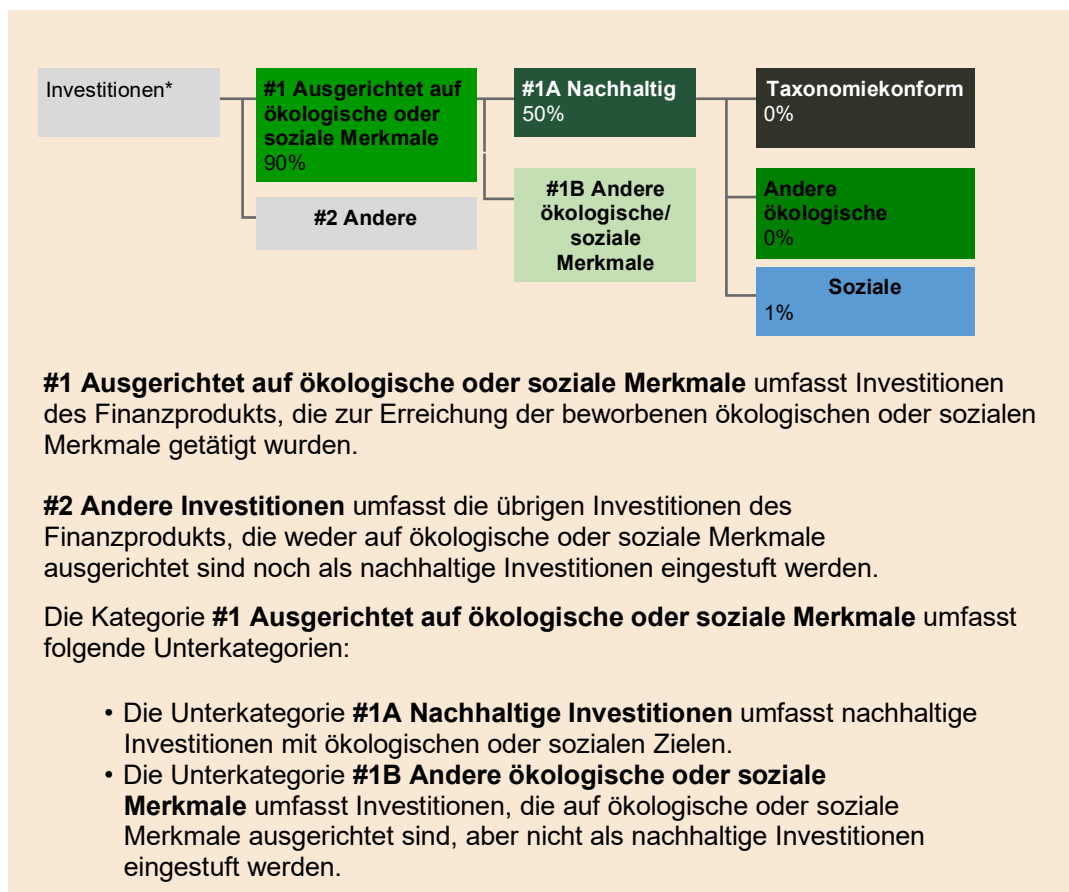 Investitionen*
#1 Ausgerichtet auf
ökologische oder
soziale Merkmale
90%
#2 Andere
#1A Nachhaltig
50%
#1B Andere
ökologische/
soziale
Merkmale
Taxonomiekonform
0%
Andere
ökologische
0%
Soziale
1%
#1 Ausgerichtet auf ökologische oder soziale Merkmale umfasst Investitionen
des Finanzprodukts, die zur Erreichung der beworbenen ökologischen oder sozialen
Merkmale getätigt wurden.
#2 Andere Investitionen umfasst die übrigen Investitionen des
Finanzprodukts, die weder auf ökologische oder soziale Merkmale
ausgerichtet sind noch als nachhaltige Investitionen eingestuft werden.
Die Kategorie #1 Ausgerichtet auf ökologische oder soziale Merkmale umfasst
folgende Unterkategorien:
• Die Unterkategorie #1A Nachhaltige Investitionen umfasst nachhaltige
Investitionen mit ökologischen oder sozialen Zielen.
• Die Unterkategorie #1B Andere ökologische oder soziale
Merkmale umfasst Investitionen, die auf ökologische oder soziale
Merkmale ausgerichtet sind, aber nicht als nachhaltige Investitionen
eingestuft werden.